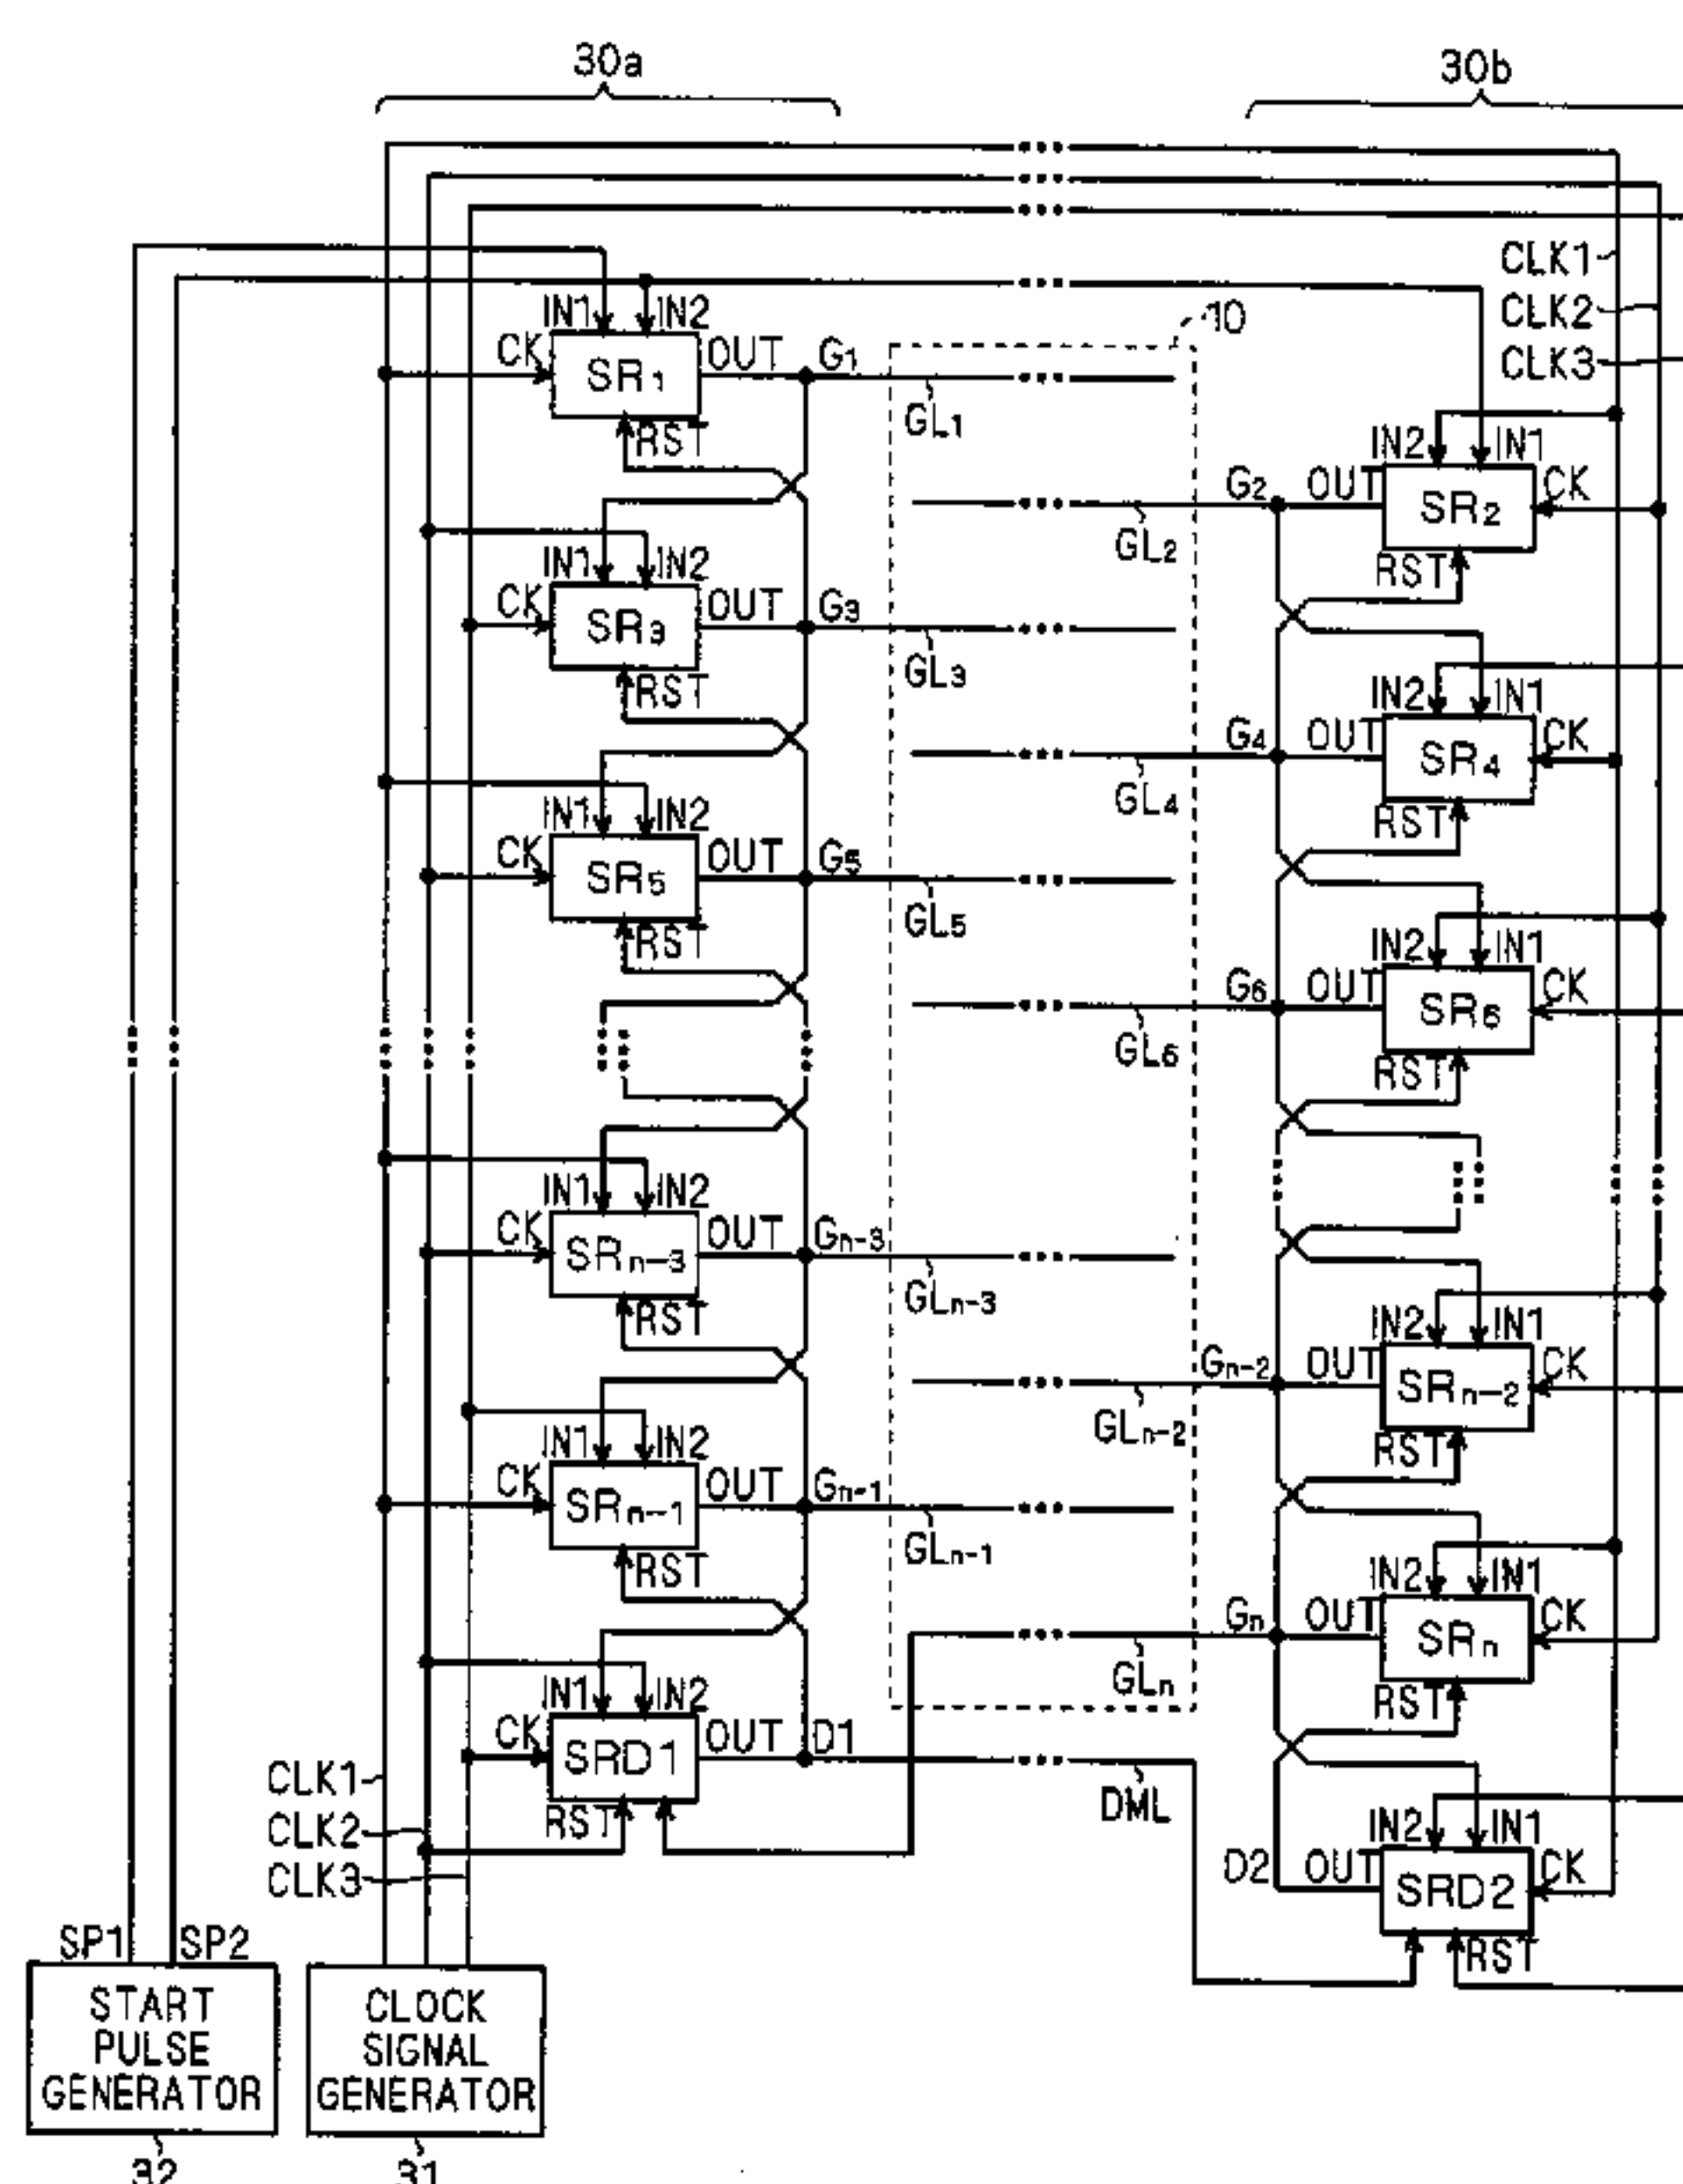 30a
30b
CLK1
CLK2
CLK3
10
IN1 IN2
CK SR1 OUT G1
RST
GL1
IN2 IN1
G2 OUT SR2 CK
GL2
RST
IN1 IN2
CK SR3 OUT G3
RST
GL3
IN2 IN1
G4 OUT SR4 CK
GL4
RST
IN1 IN2
CK SR5 OUT G5
RST
GL5
IN2 IN1
G6 OUT SR6 CK
GL6
RST
IN1 IN2
CK SRn-3 OUT Gn-3
RST
GLn-3
IN2 IN1
Gn-2 OUT SRn-2 CK
GLn-2
RST
IN1 IN2
CK SRn-1 OUT Gn-1
RST
GLn-1
IN2 IN1
Gn OUT SRn CK
GLn
RST
IN1 IN2
CK SRD1 OUT D1
RST
DML
IN2 IN1
D2 OUT SRD2 CK
RST
CLK1
CLK2
CLK3
SP1 SP2
START
PULSE
GENERATOR
CLOCK
SIGNAL
GENERATOR
32
31